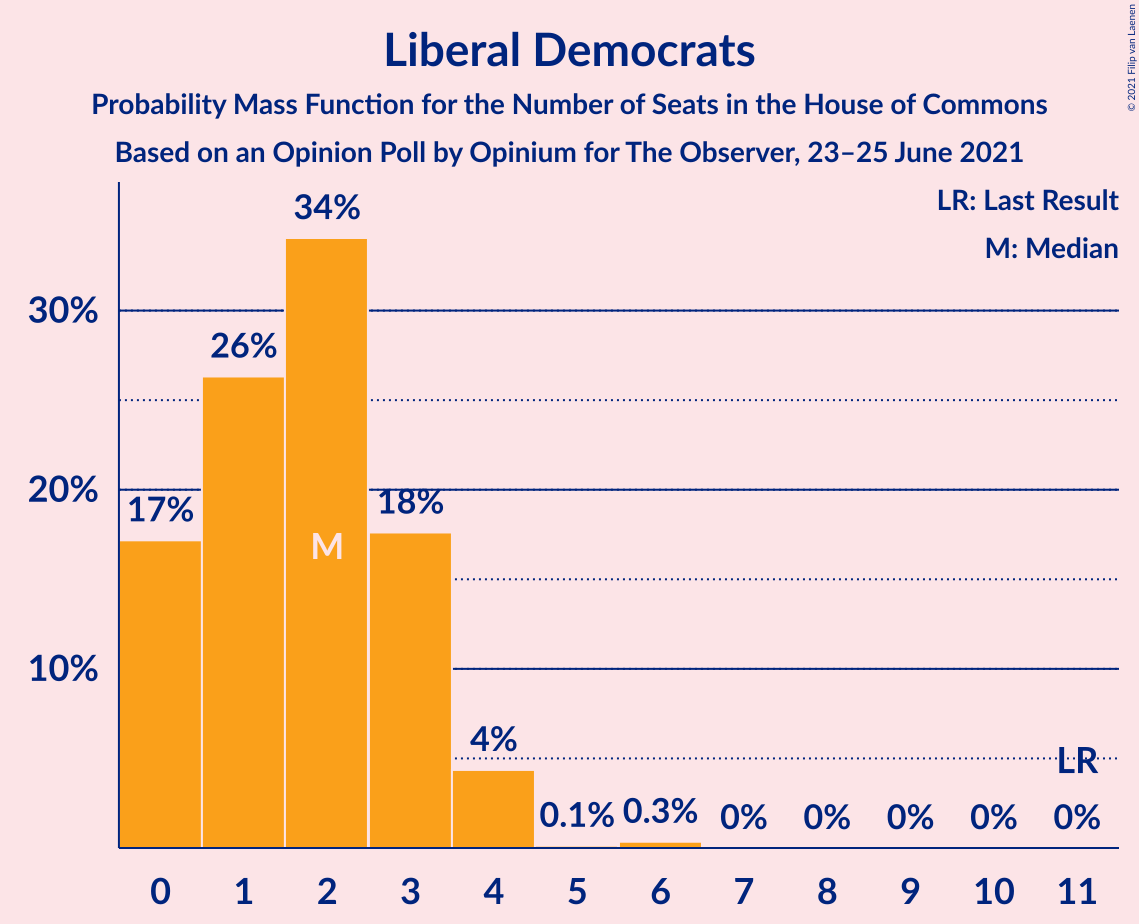 Liberal Democrats
Probability Mass Function for the Number of Seats in the House of Commons
Based on an Opinion Poll by Opinium for The Observer, 23–25 June 2021
© 2021 Filip van Laenen
LR: Last Result
M: Median
34%
30%
26%
20%
18%
17%
M
10%
4%
LR
0.1%
0.3%
0%
0%
0%
0%
0%
0 1 2 3 4 5 6 7 8 9 10 11